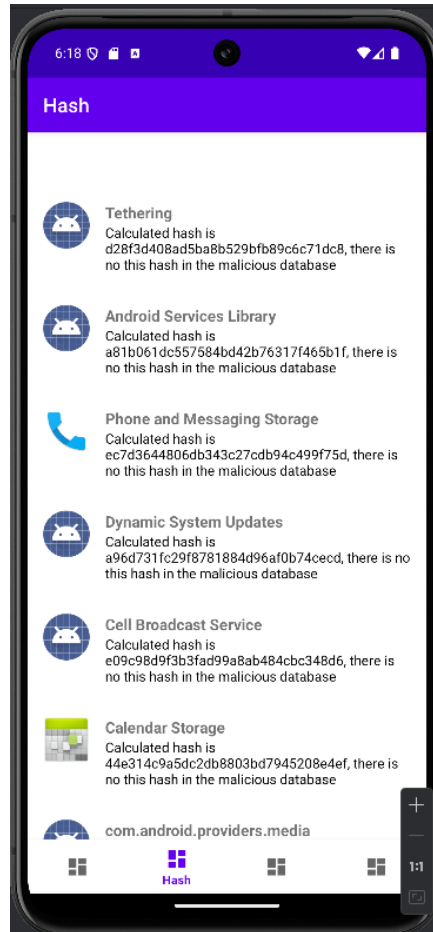 6:18
Hash
Tethering
Calculated hash is
d28f3d408ad5ba8b529bfb89c6c71dc8, there is
no this hash in the malicious database
Android Services Library
Calculated hash is
a81b061dc557584bd42b76317f465b1f, there is
no this hash in the malicious database
Phone and Messaging Storage
Calculated hash is
ec7d3644806db343c27cdb94c499f75d, there is
no this hash in the malicious database
Dynamic System Updates
Calculated hash is
a96d731fc29f8781884d96af0b74cecd, there is no
this hash in the malicious database
Cell Broadcast Service
Calculated hash is
e09c98d9f3b3fad99a8ab484cbc348d6, there is
no this hash in the malicious database
Calendar Storage
Calculated hash is
44e314c9a5dc2db8803bd7945208e4ef, there is
no this hash in the malicious database
com.android.providers.media
Hash
1:1